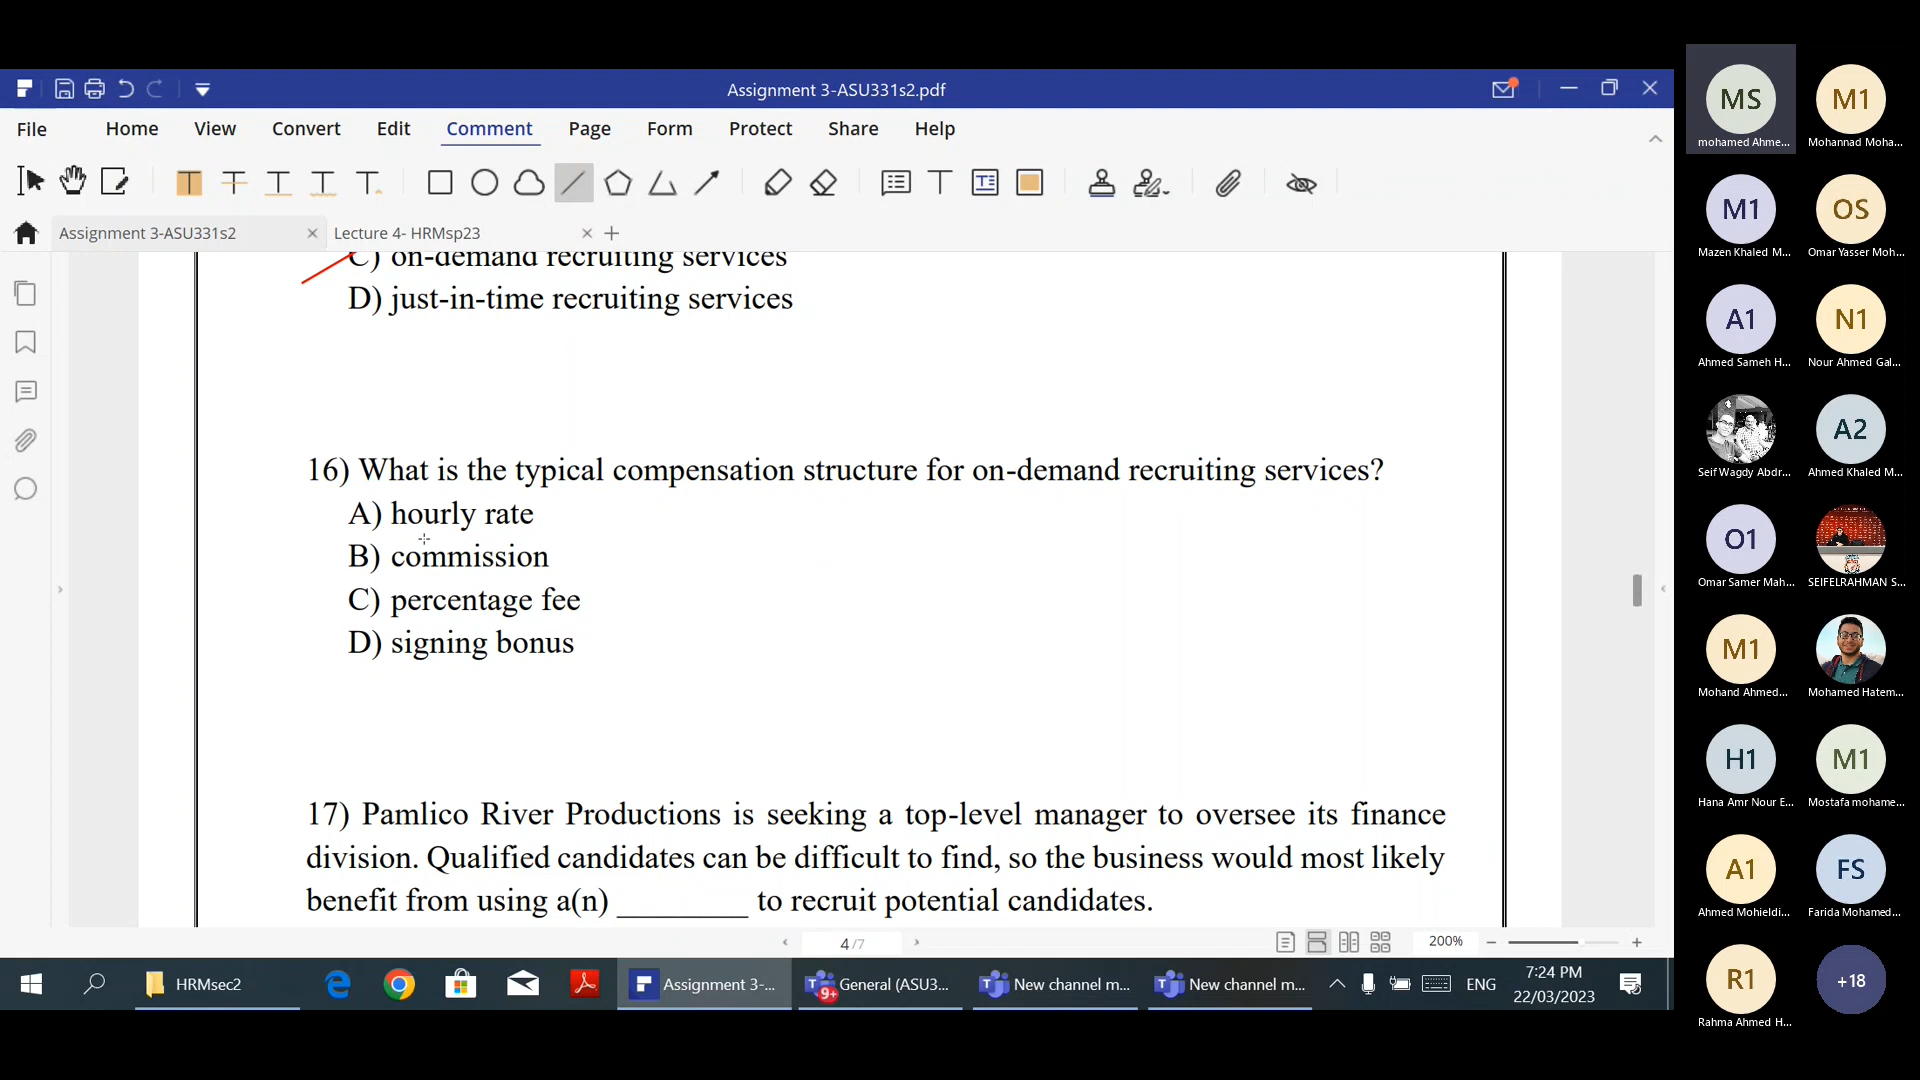 Assignment 3-ASU331s2.pdf
File Home View Convert Edit Comment Page Form Protect Share Help
Assignment 3-ASU331s2 Lecture 4- HRMsp23
C) on-demand recruiting services
D) just-in-time recruiting services
16) What is the typical compensation structure for on-demand recruiting services?
A) hourly rate
B) commission
C) percentage fee
D) signing bonus
17) Pamlico River Productions is seeking a top-level manager to oversee its finance
division. Qualified candidates can be difficult to find, so the business would most likely
benefit from using a(n) ________ to recruit potential candidates.
4/7
200%
HRMsec2
Assignment 3-...
9+
General (ASU3...
New channel m...
New channel m...
ENG
7:24 PM
22/03/2023
MS M1
mohamed Ahme... Mohannad Moha...
M1 OS
Mazen Khaled M... Omar Yasser Moh...
A1 N1
Ahmed Sameh H... Nour Ahmed Gal...
A2
Seif Wagdy Abdr... Ahmed Khaled M...
O1
Omar Samer Mah... SEIFELRAHMAN S...
M1
Mohand Ahmed... Mohamed Hatem...
H1 M1
Hana Amr Nour E... Mostafa mohame...
A1 FS
Ahmed Mohieldi... Farida Mohamed...
R1 +18
Rahma Ahmed H...